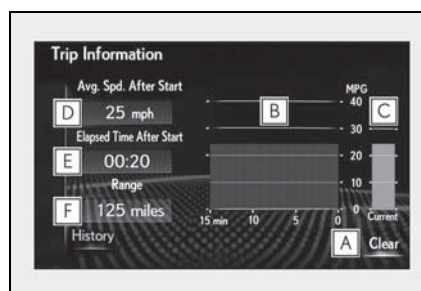 Trip Information
Avg. Spd. After Start
D 25 mph
Elapsed Time After Start
E 00:20
Range
F 125 miles
History
MPG
B
C
40
30
20
10
0
15 min 10 5 0 Current
A Clear